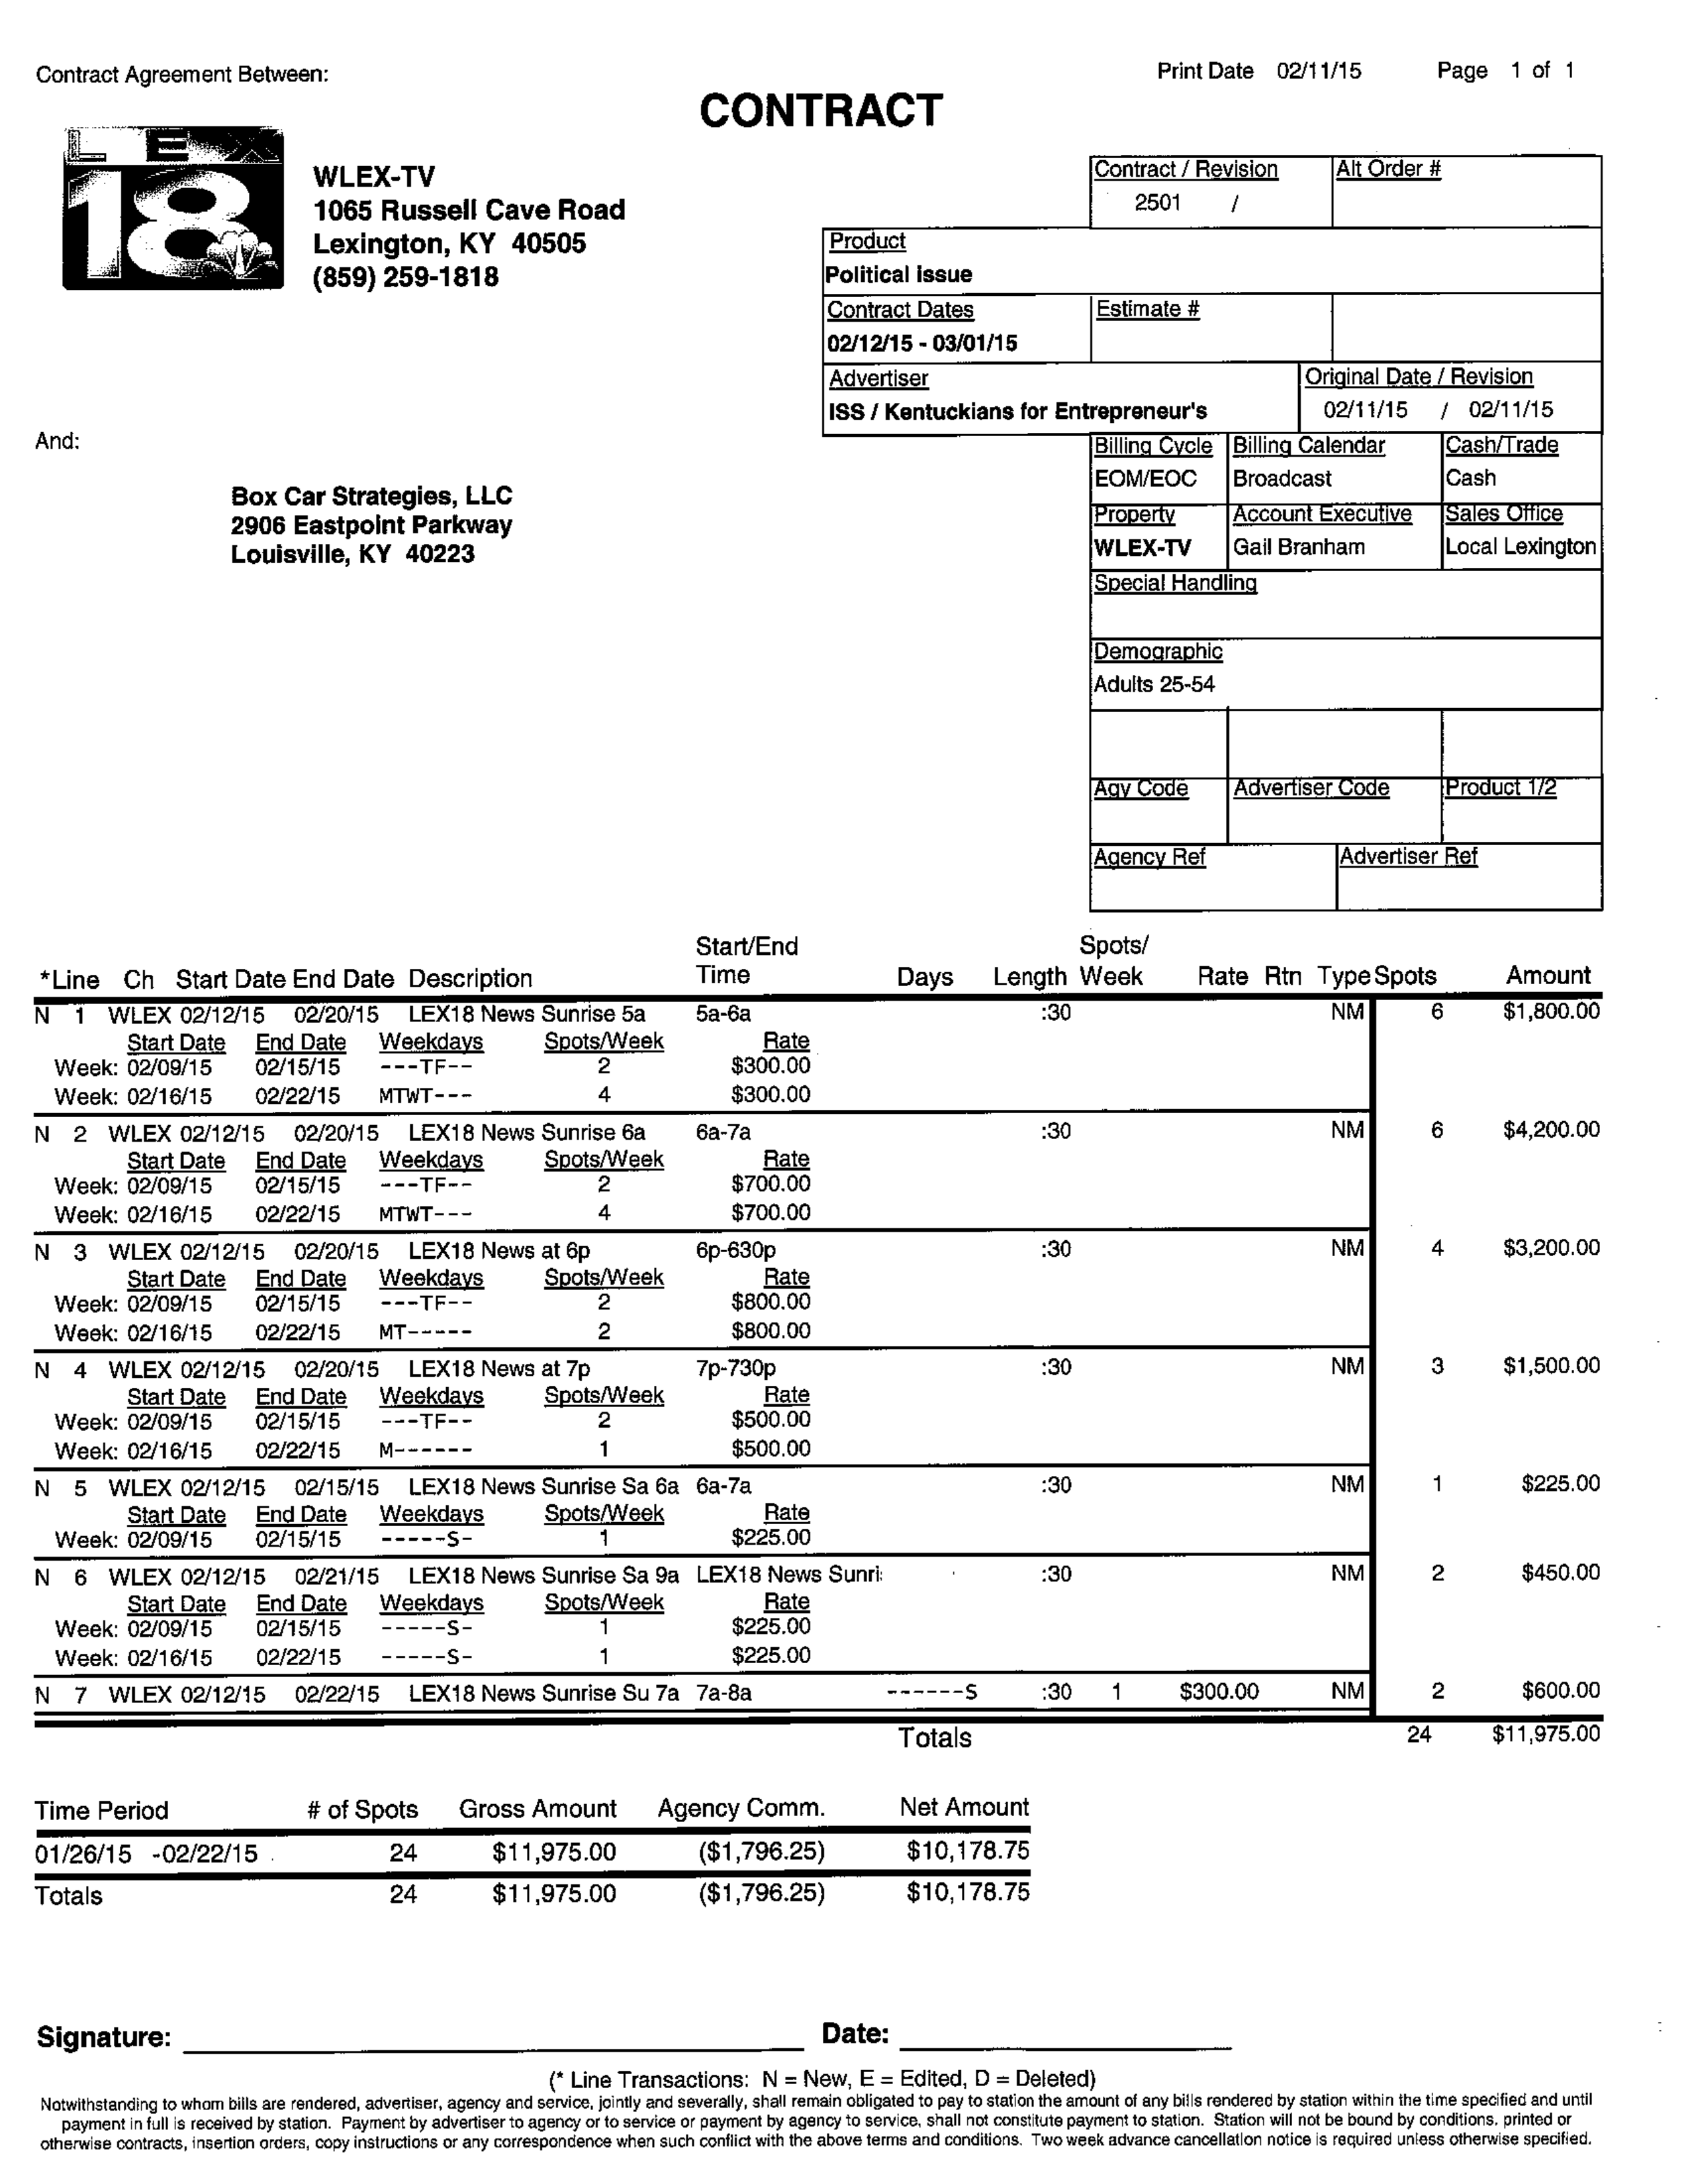 Contract Agreement Between:
Print Date 02/11/15 Page 1 of 1
CONTRACT
LEX
18
WLEX-TV
1065 Russell Cave Road
Lexington, KY 40505
(859) 259-1818
Contract / Revision Alt Order #
2501 /
Product
Political issue
Contract Dates Estimate #
02/12/15 - 03/01/15
Advertiser Original Date / Revision
ISS / Kentuckians for Entrepreneur's 02/11/15 / 02/11/15
And:
Box Car Strategies, LLC
2906 Eastpoint Parkway
Louisville, KY 40223
Billing Cycle Billing Calendar Cash/Trade
EOM/EOC Broadcast Cash
Property Account Executive Sales Office
WLEX-TV Gail Branham Local Lexington
Special Handling
Demographic
Adults 25-54
Agy Code Advertiser Code Product 1/2
Agency Ref Advertiser Ref
Start/End Spots/
*Line Ch Start Date End Date Description Time Days Length Week Rate Rtn Type Spots Amount
N 1 WLEX 02/12/15 02/20/15 LEX18 News Sunrise 5a 5a-6a :30 NM 6 $1,800.00
Start Date End Date Weekdays Spots/Week Rate
Week: 02/09/15 02/15/15 ---TF-- 2 $300.00
Week: 02/16/15 02/22/15 MTWT--- 4 $300.00
N 2 WLEX 02/12/15 02/20/15 LEX18 News Sunrise 6a 6a-7a :30 NM 6 $4,200.00
Start Date End Date Weekdays Spots/Week Rate
Week: 02/09/15 02/15/15 ---TF-- 2 $700.00
Week: 02/16/15 02/22/15 MTWT--- 4 $700.00
N 3 WLEX 02/12/15 02/20/15 LEX18 News at 6p 6p-630p :30 NM 4 $3,200.00
Start Date End Date Weekdays Spots/Week Rate
Week: 02/09/15 02/15/15 ---TF-- 2 $800.00
Week: 02/16/15 02/22/15 MT----- 2 $800.00
N 4 WLEX 02/12/15 02/20/15 LEX18 News at 7p 7p-730p :30 NM 3 $1,500.00
Start Date End Date Weekdays Spots/Week Rate
Week: 02/09/15 02/15/15 ---TF-- 2 $500.00
Week: 02/16/15 02/22/15 M------ 1 $500.00
N 5 WLEX 02/12/15 02/15/15 LEX18 News Sunrise Sa 6a 6a-7a :30 NM 1 $225.00
Start Date End Date Weekdays Spots/Week Rate
Week: 02/09/15 02/15/15 -----S- 1 $225.00
N 6 WLEX 02/12/15 02/21/15 LEX18 News Sunrise Sa 9a LEX18 News Sunri :30 NM 2 $450.00
Start Date End Date Weekdays Spots/Week Rate
Week: 02/09/15 02/15/15 -----S- 1 $225.00
Week: 02/16/15 02/22/15 -----S- 1 $225.00
N 7 WLEX 02/12/15 02/22/15 LEX18 News Sunrise Su 7a 7a-8a ------S :30 1 $300.00 NM 2 $600.00
Totals 24 $11,975.00
Time Period # of Spots Gross Amount Agency Comm. Net Amount
01/26/15 -02/22/15 24 $11,975.00 ($1,796.25) $10,178.75
Totals 24 $11,975.00 ($1,796.25) $10,178.75
Signature: Date:
(* Line Transactions: N = New, E = Edited, D = Deleted)
Notwithstanding to whom bills are rendered, advertiser, agency and service, jointly and severally, shall remain obligated to pay to station the amount of any bills rendered by station within the time specified and until
payment in full is received by station. Payment by advertiser to agency or to service or payment by agency to service, shall not constitute payment to station. Station will not be bound by conditions, printed or
otherwise contracts, insertion orders, copy instructions or any correspondence when such conflict with the above terms and conditions. Two week advance cancellation notice is required unless otherwise specified.